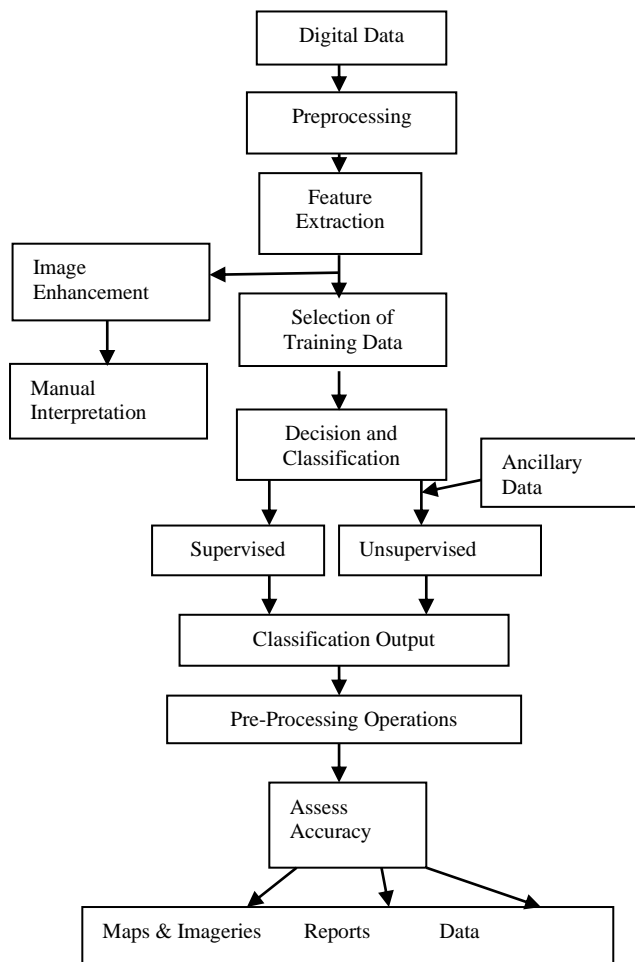 Digital Data
Preprocessing
Feature
Extraction
Image
Enhancement
Selection of
Training Data
Manual
Interpretation
Decision and
Classification
Ancillary
Data
Supervised
Unsupervised
Classification Output
Pre-Processing Operations
Assess
Accuracy
Maps & Imageries Reports Data